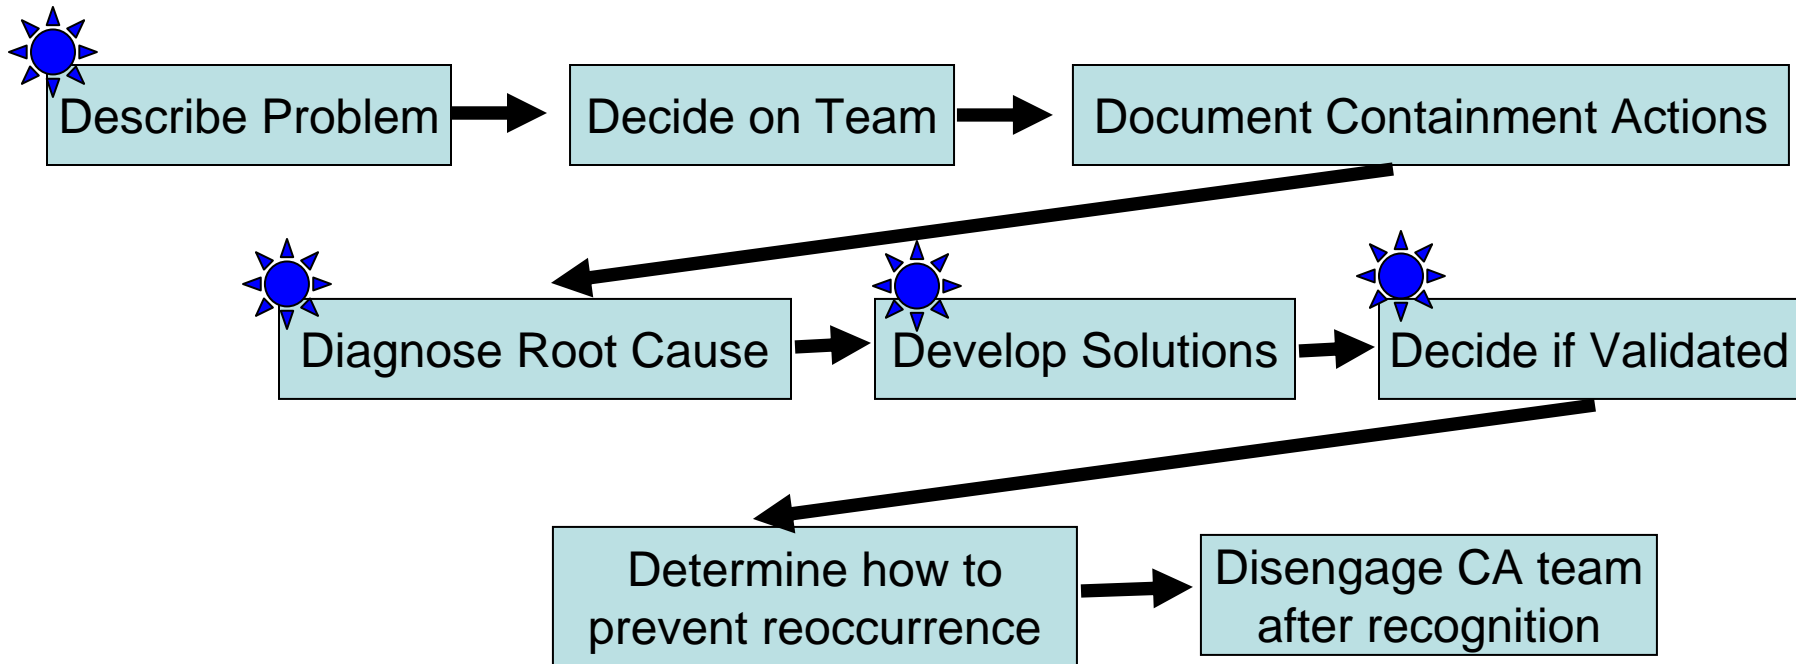 Describe Problem
Decide on Team
Document Containment Actions
Diagnose Root Cause
Develop Solutions
Decide if Validated
Determine how to
prevent reoccurrence
Disengage CA team
after recognition